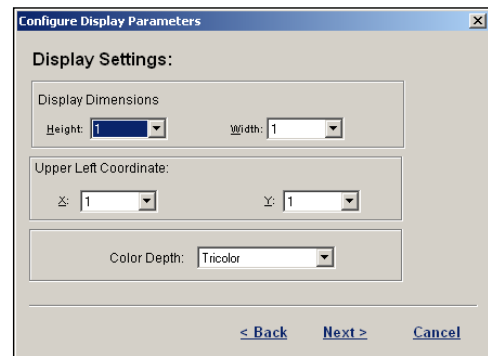 Configure Display Parameters
Display Settings:
Display Dimensions
Height: 1 Width: 1
Upper Left Coordinate:
X: 1 Y: 1
Color Depth: Tricolor
< Back Next > Cancel